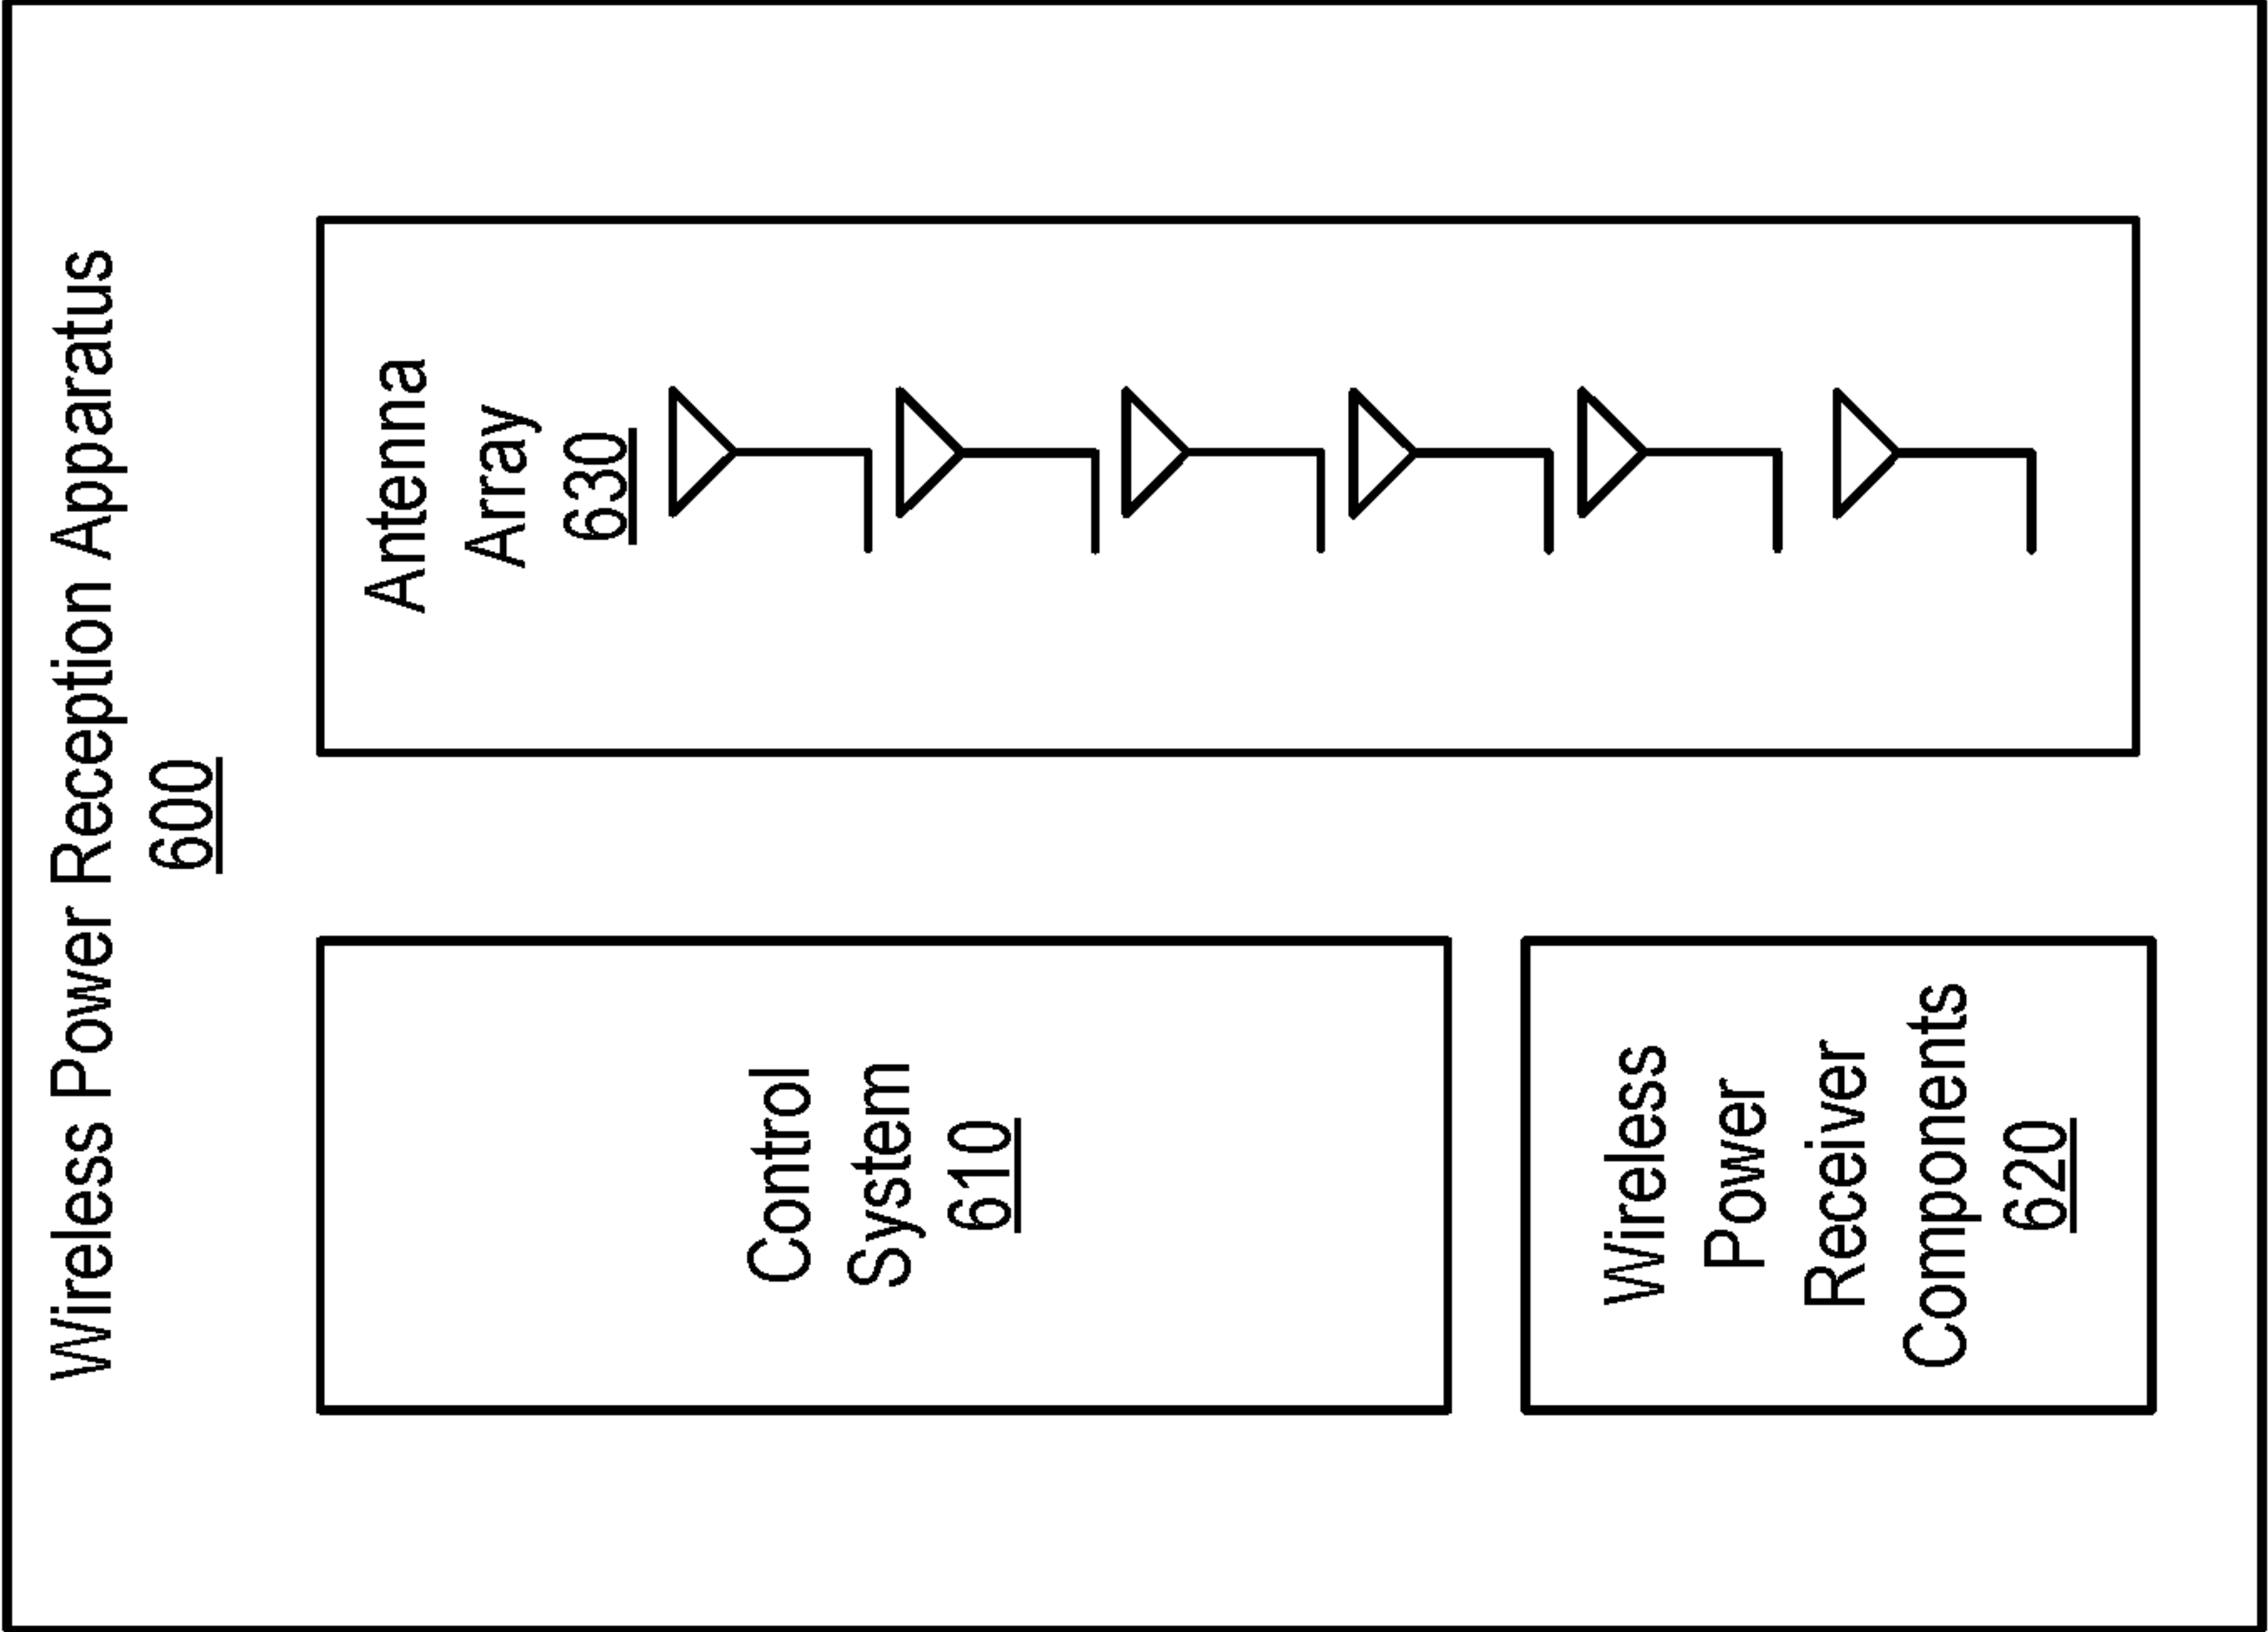 Wireless Power Reception Apparatus
600
Control
System
610
Wireless
Power
Receiver
Components
620
Antenna
Array
630